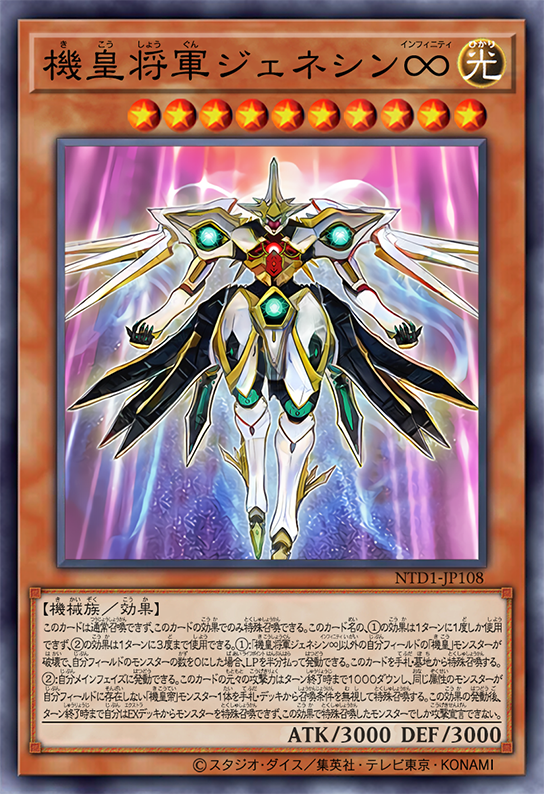 機皇将軍ジェネシン∞
光
NTD1-JP108
【機械族／効果】
このカードは通常召喚できず、このカードの効果でのみ特殊召喚できる。このカード名の、①の効果は1ターンに1度しか使用
できず、②の効果は1ターンに3度まで使用できる。①：「機皇将軍ジェネシン∞」以外の自分フィールドの「機皇」モンスターが
破壊で、自分フィールドのモンスターの数を0にした場合、LPを半分払って発動できる。このカードを手札・墓地から特殊召喚する。
②：自分メインフェイズに発動できる。このカードの元々の攻撃力はターン終了時まで1000ダウンし、同じ属性のモンスターが
自分フィールドに存在しない「機皇帝」モンスター1体を手札・デッキから召喚条件を無視して特殊召喚する。この効果の発動後、
ターン終了時まで自分はEXデッキからモンスターを特殊召喚できず、この効果で特殊召喚したモンスターでしか攻撃宣言できない。
ATK/3000 DEF/3000
©スタジオ・ダイス／集英社・テレビ東京・KONAMI